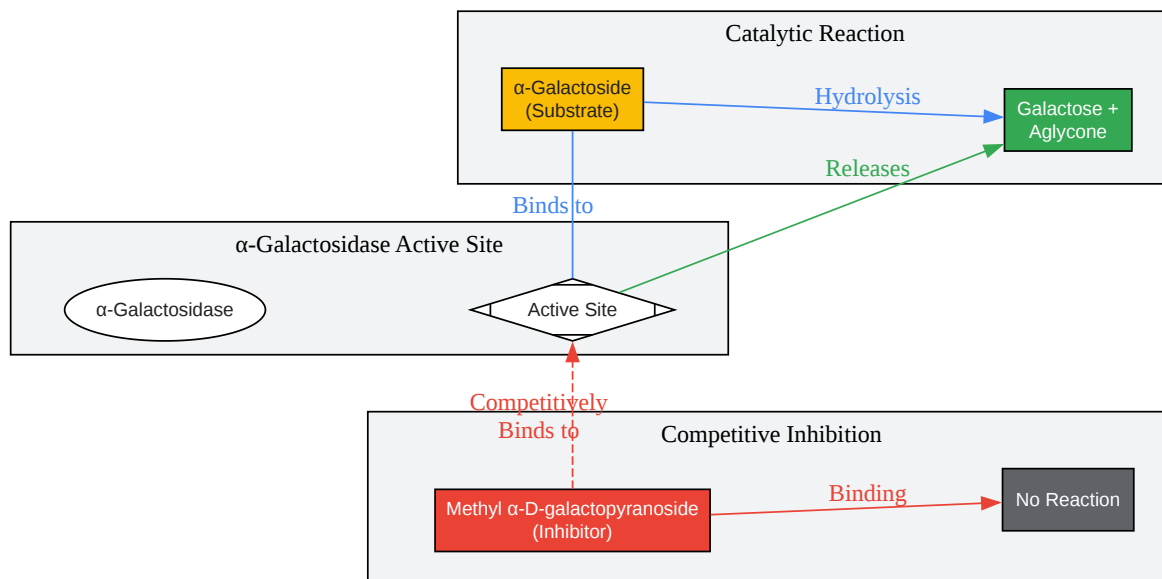 Catalytic Reaction
α-Galactoside
(Substrate)
Hydrolysis
Galactose +
Aglycone
Releases
Binds to
α-Galactosidase Active Site
α-Galactosidase
Active Site
Competitively
Binds to
Competitive Inhibition
Methyl α-D-galactopyranoside
(Inhibitor)
Binding
No Reaction